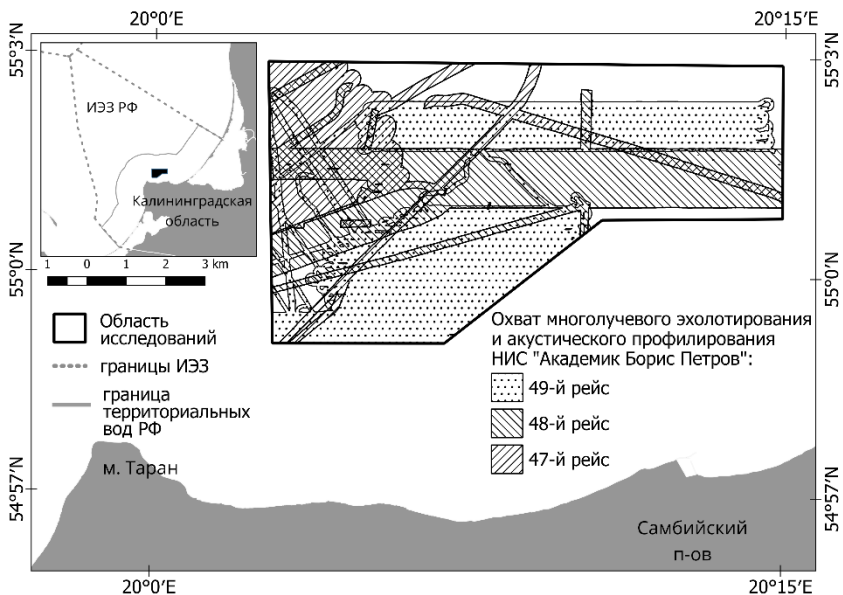 20°0′E
20°15′E
55°3′N
55°3′N
ИЭЗ РФ
Калининградская
область
1 0 1 2 3 km
55°0′N
55°0′N
Область
исследований
границы ИЭЗ
граница
территориальных
вод РФ
Охват многолучевого эхолотирования
и акустического профилирования
НИС "Академик Борис Петров":
49-й рейс
48-й рейс
47-й рейс
м. Таран
54°57′N
54°57′N
Самбийский
п-ов
20°0′E
20°15′E